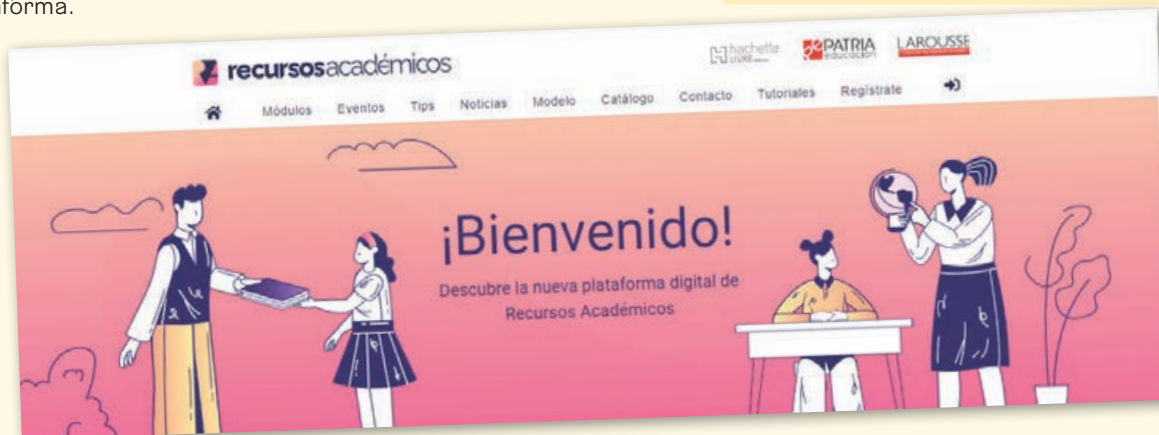 forma.
recursosacadémicos
hachette
LIVRE
PATRIA
educación
LAROUSSE
Módulos Eventos Tips Noticias Modelo Catálogo Contacto Tutoriales Regístrate
¡Bienvenido!
Descubre la nueva plataforma digital de
Recursos Académicos